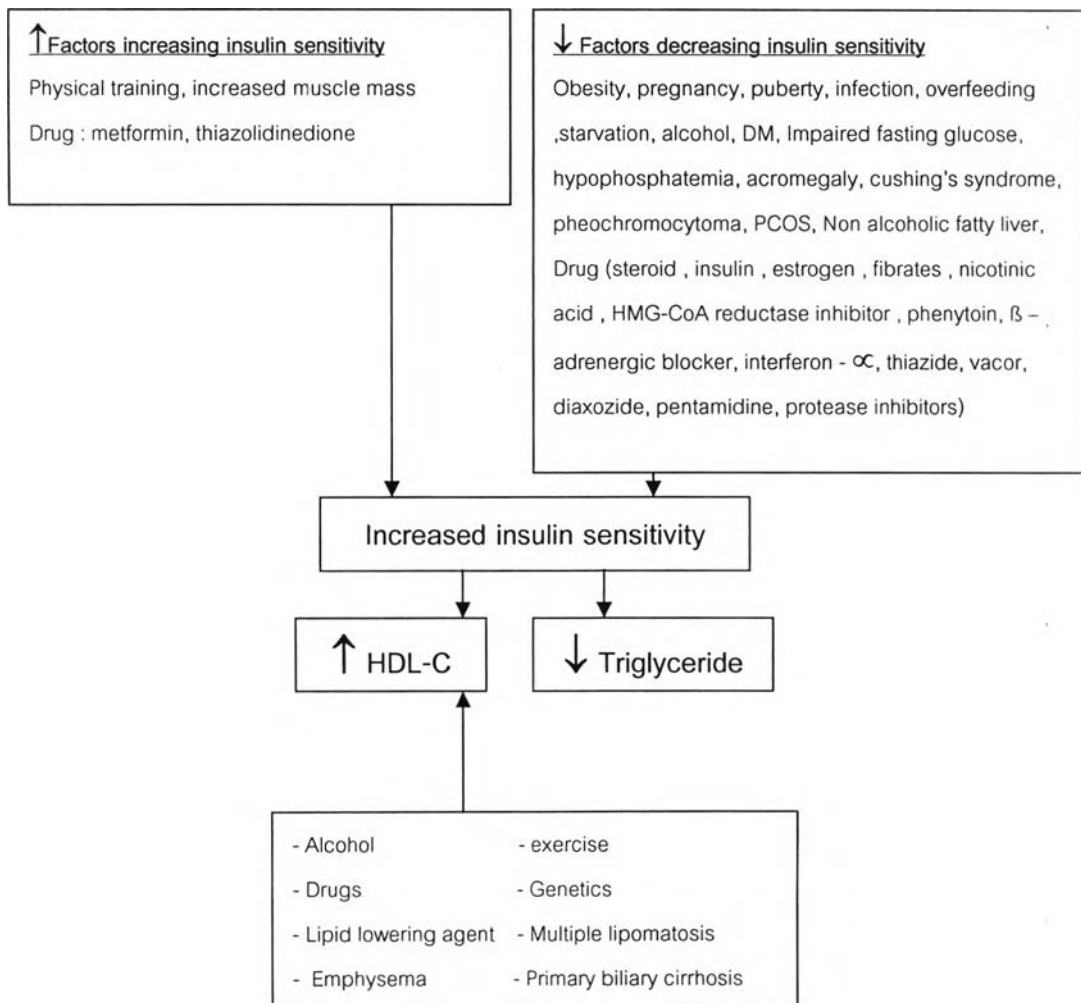 ↑Factors increasing insulin sensitivity
Physical training, increased muscle mass
Drug : metformin, thiazolidinedione
↓ Factors decreasing insulin sensitivity
Obesity, pregnancy, puberty, infection, overfeeding
,starvation, alcohol, DM, Impaired fasting glucose,
hypophosphatemia, acromegaly, cushing's syndrome,
pheochromocytoma, PCOS, Non alcoholic fatty liver,
Drug (steroid , insulin , estrogen , fibrates , nicotinic
acid , HMG-CoA reductase inhibitor , phenytoin, ß –
adrenergic blocker, interferon - ∝, thiazide, vacor,
diaxozide, pentamidine, protease inhibitors)
Increased insulin sensitivity
↑ HDL-C
↓ Triglyceride
- Alcohol - exercise
- Drugs - Genetics
- Lipid lowering agent - Multiple lipomatosis
- Emphysema - Primary biliary cirrhosis